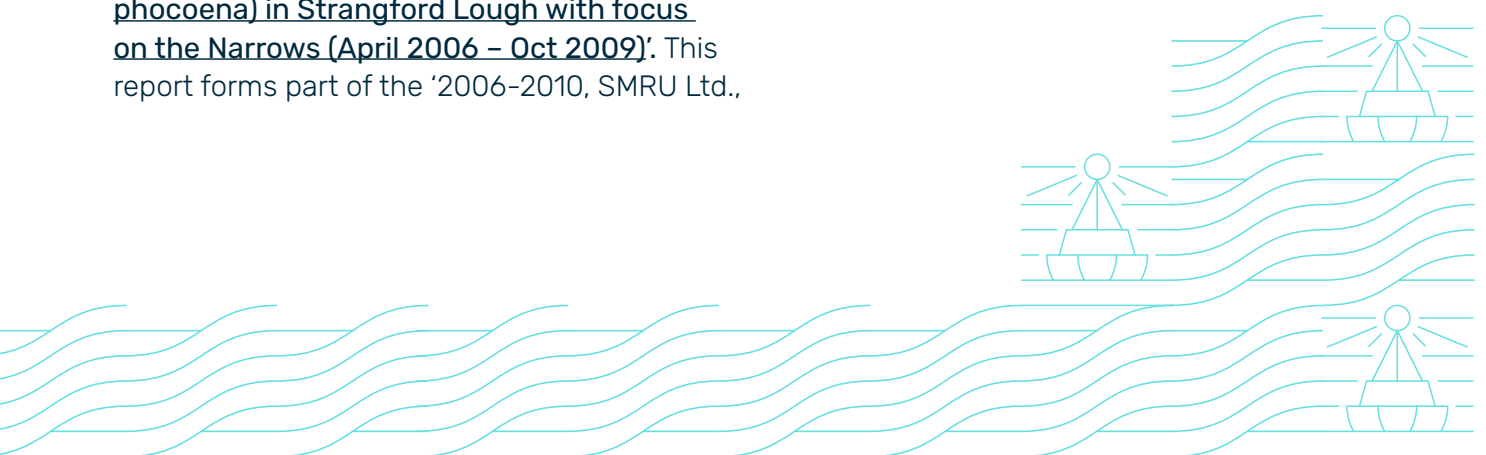 phocoena) in Strangford Lough with focus
on the Narrows (April 2006 – Oct 2009)’. This
report forms part of the ‘2006-2010, SMRU Ltd.,